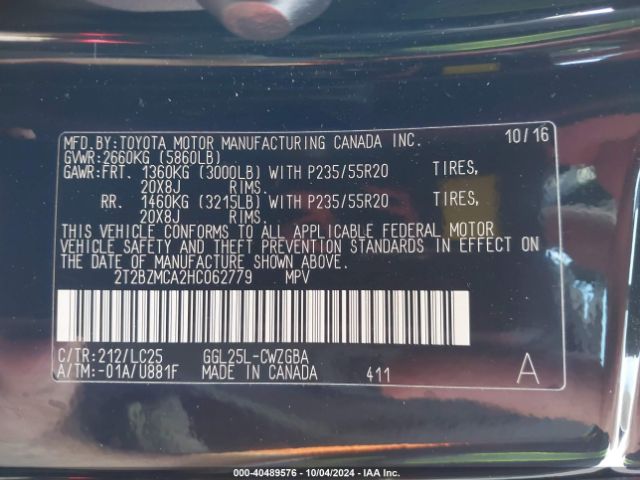 MFD.BY:TOYOTA MOTOR MANUFACTURING CANADA INC. 10/16
GVWR:2660KG (5860LB)
GAWR:FRT. 1360KG (3000LB) WITH P235/55R20 TIRES,
20X8J RIMS.
RR. 1460KG (3215LB) WITH P235/55R20 TIRES,
20X8J RIMS.
THIS VEHICLE CONFORMS TO ALL APPLICABLE FEDERAL MOTOR
VEHICLE SAFETY AND THEFT PREVENTION STANDARDS IN EFFECT ON
THE DATE OF MANUFACTURE SHOWN ABOVE.
2T2BZMCA2HC062779 MPV
C/TR:212/LC25 GGL25L-CWZGBA
A/TM:-01A/U881F MADE IN CANADA 411 A
000-40489576 - 10/04/2024 - IAA Inc.